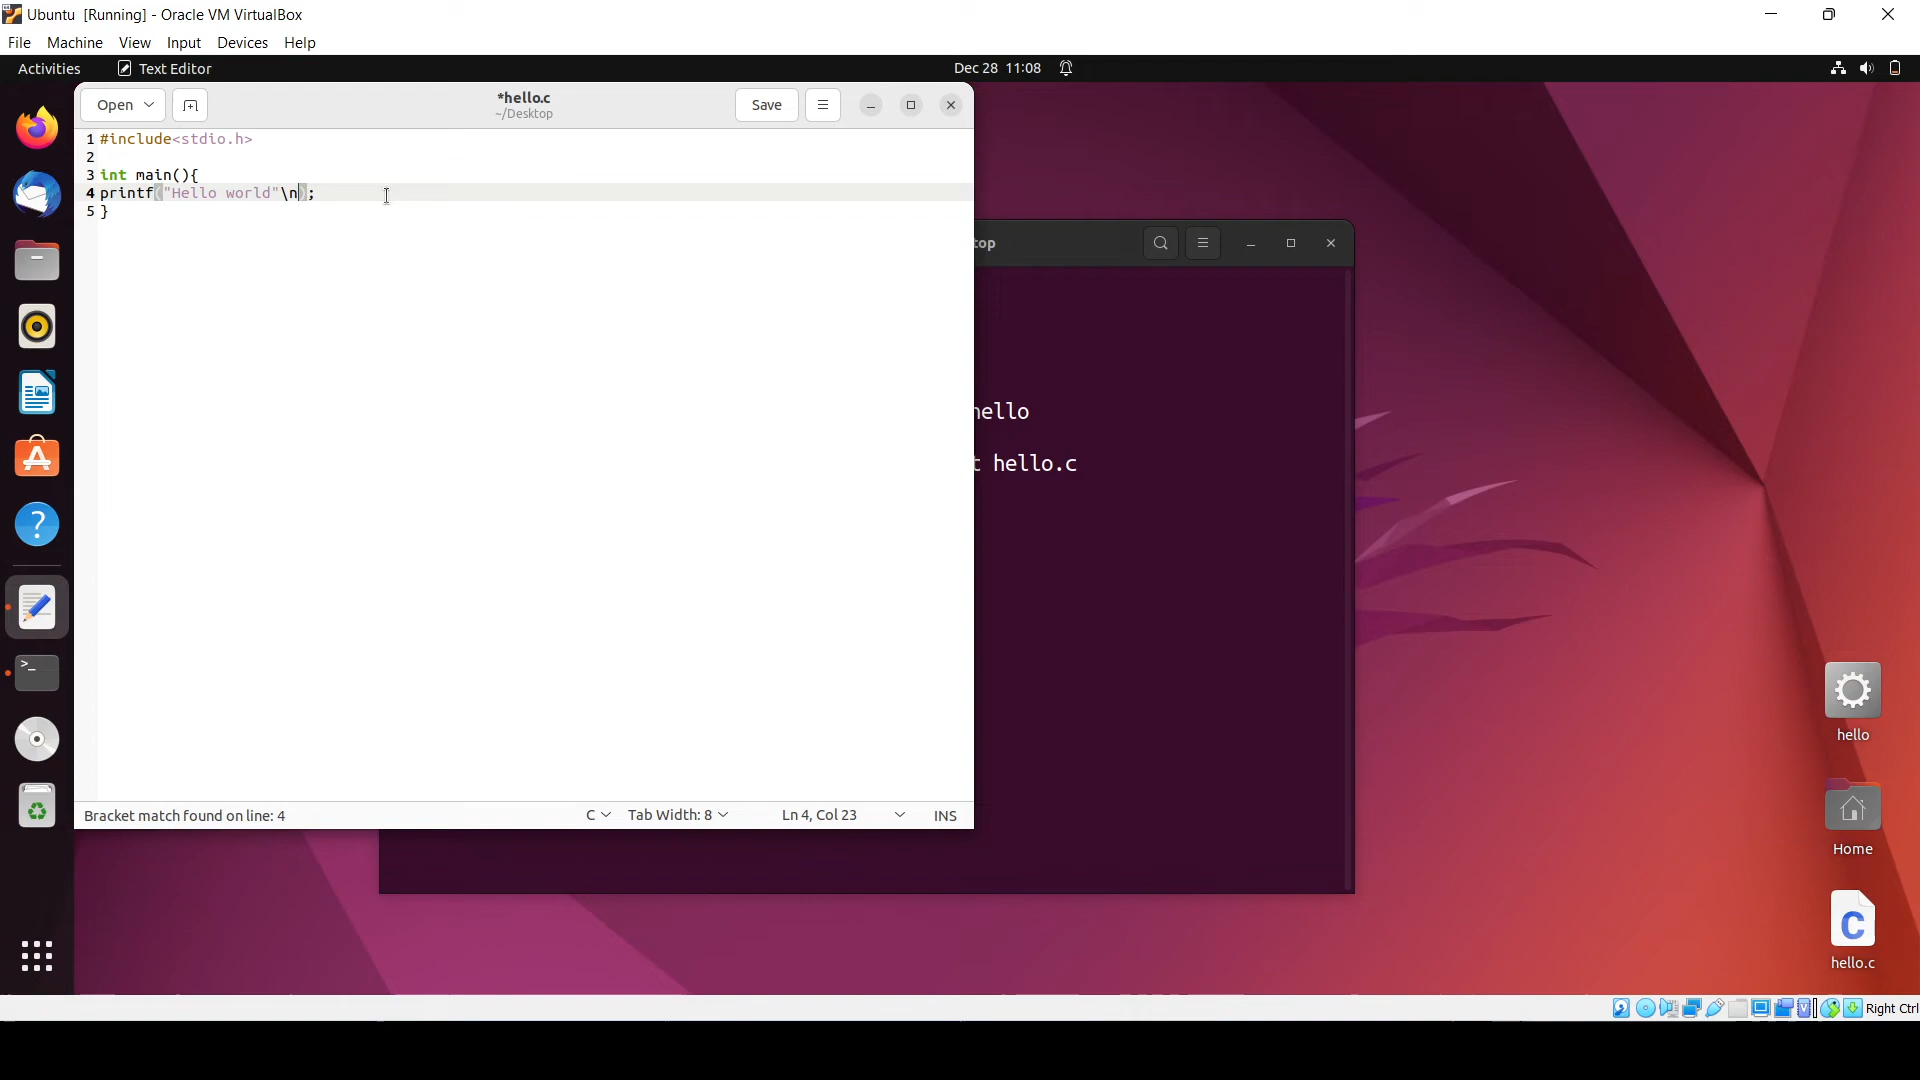 Ubuntu [Running] - Oracle VM VirtualBox
File Machine View Input Devices Help
Activities Text Editor Dec 28 11:08
Open *hello.c Save
~/Desktop
1 #include<stdio.h>
2
3 int main(){
4 printf("Hello world"\n);
5 }
top
hello
t hello.c
hello
Home
C
hello.c
Bracket match found on line: 4 C Tab Width: 8 Ln 4, Col 23 INS
Right Ctrl